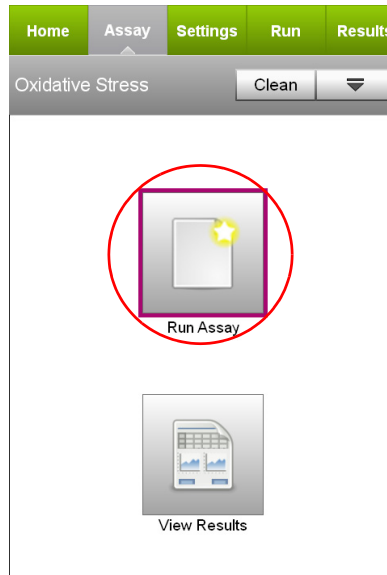 Home Assay Settings Run Results
Oxidative Stress Clean
Run Assay
View Results